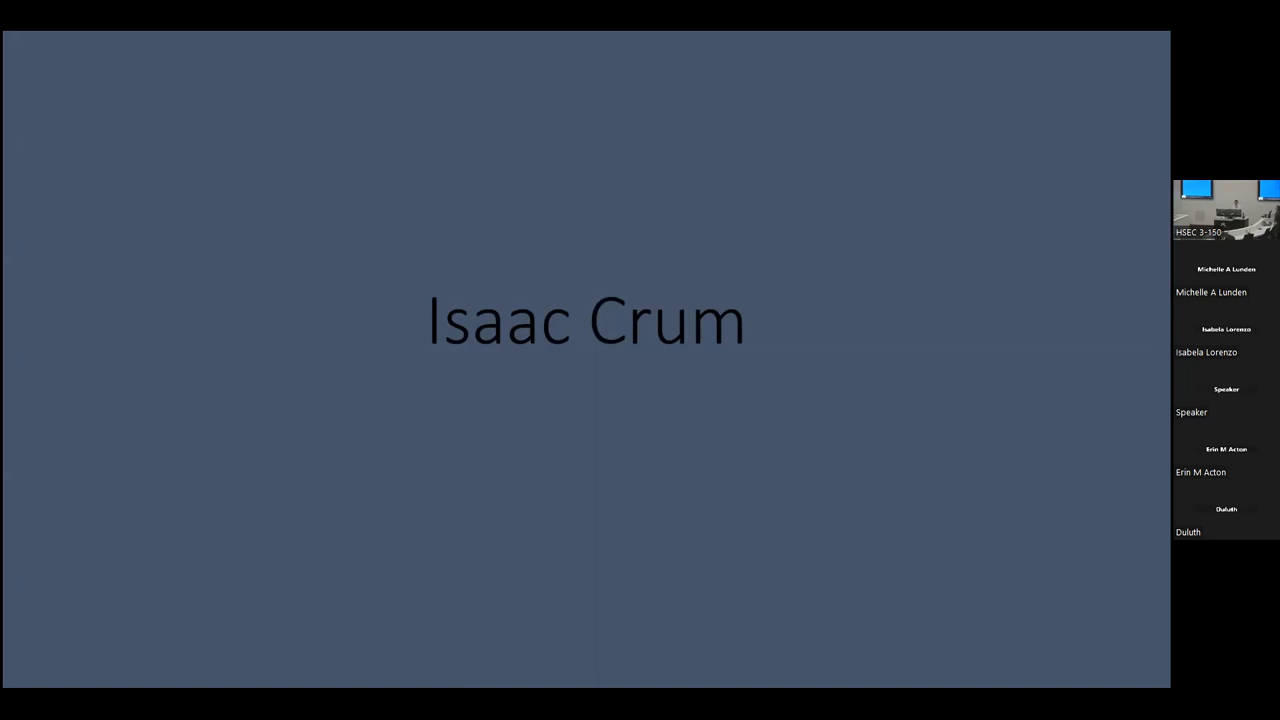 Isaac Crum
HSEC 3-150
Michelle A Lunden
Michelle A Lunden
Isabela Lorenzo
Isabela Lorenzo
Speaker
Speaker
Erin M Acton
Erin M Acton
Duluth
Duluth